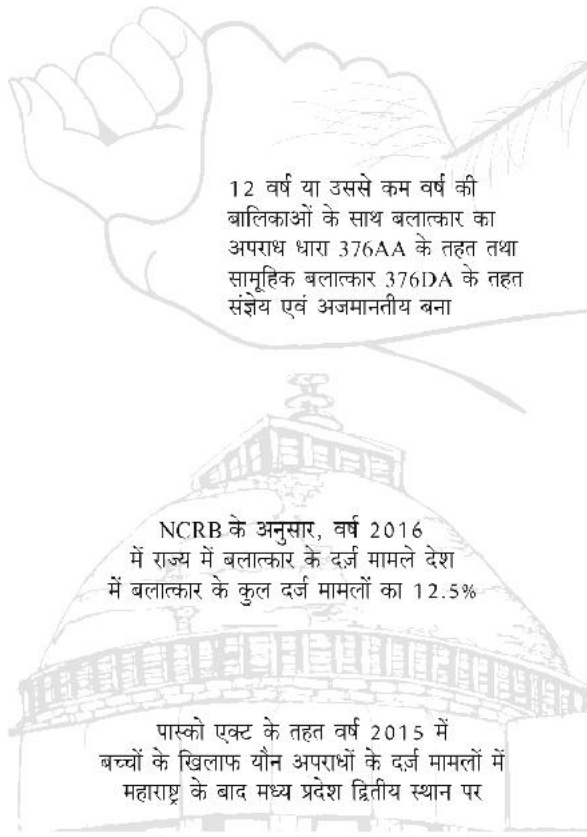 12 वर्ष या उससे कम वर्ष की
बालिकाओं के साथ बलात्कार का
अपराध धारा 376AA के तहत तथा
सामूहिक बलात्कार 376DA के तहत
संज्ञेय एवं अजमानतीय बना
NCRB के अनुसार, वर्ष 2016
में राज्य में बलात्कार के दर्ज़ मामले देश
में बलात्कार के कुल दर्ज मामलों का 12.5%
पास्को एक्ट के तहत वर्ष 2015 में
बच्चों के खिलाफ यौन अपराधों के दर्ज़ मामलों में
महाराष्ट्र के बाद मध्य प्रदेश द्वितीय स्थान पर